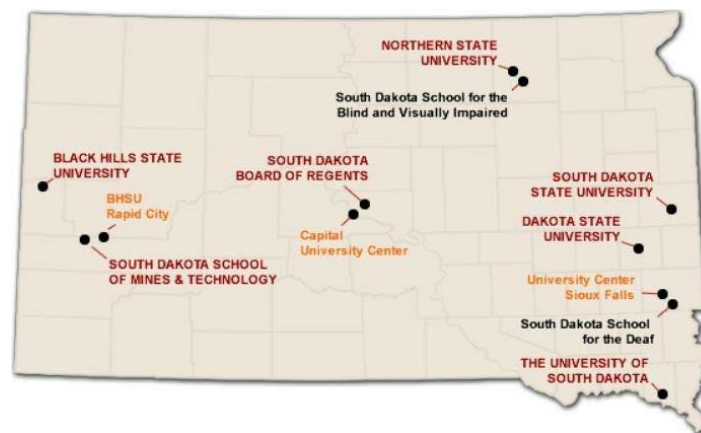 NORTHERN STATE
UNIVERSITY
South Dakota School for the
Blind and Visually Impaired
BLACK HILLS STATE
UNIVERSITY
BHSU
Rapid City
SOUTH DAKOTA SCHOOL
OF MINES & TECHNOLOGY
SOUTH DAKOTA
BOARD OF REGENTS
Capital
University Center
SOUTH DAKOTA
STATE UNIVERSITY
DAKOTA STATE
UNIVERSITY
University Center
Sioux Falls
South Dakota School
for the Deaf
THE UNIVERSITY OF
SOUTH DAKOTA